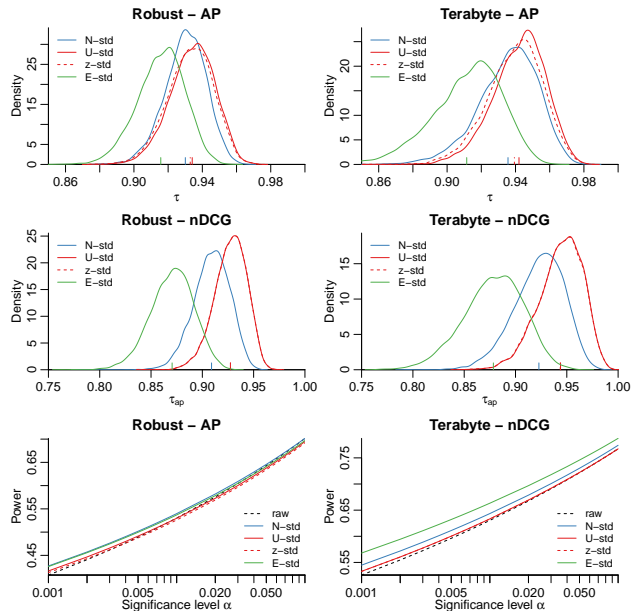 Robust − AP
Density
0 5 15 25
N−std
U−std
z−std
E−std
0.86 0.90 0.94 0.98
τ
Terabyte − AP
Density
0 5 10 20
N−std
U−std
z−std
E−std
0.86 0.90 0.94 0.98
τ
Robust − nDCG
Density
0 5 10 15 20 25
N−std
U−std
z−std
E−std
0.75 0.80 0.85 0.90 0.95 1.00
τap
Terabyte − nDCG
Density
0 5 10 15
N−std
U−std
z−std
E−std
0.75 0.80 0.85 0.90 0.95 1.00
τap
Robust − AP
Power
0.45 0.55 0.65
raw
N−std
U−std
z−std
E−std
0.001 0.005 0.020 0.050
Significance level α
Terabyte − nDCG
Power
0.55 0.65 0.75
raw
N−std
U−std
z−std
E−std
0.001 0.005 0.020 0.050
Significance level α